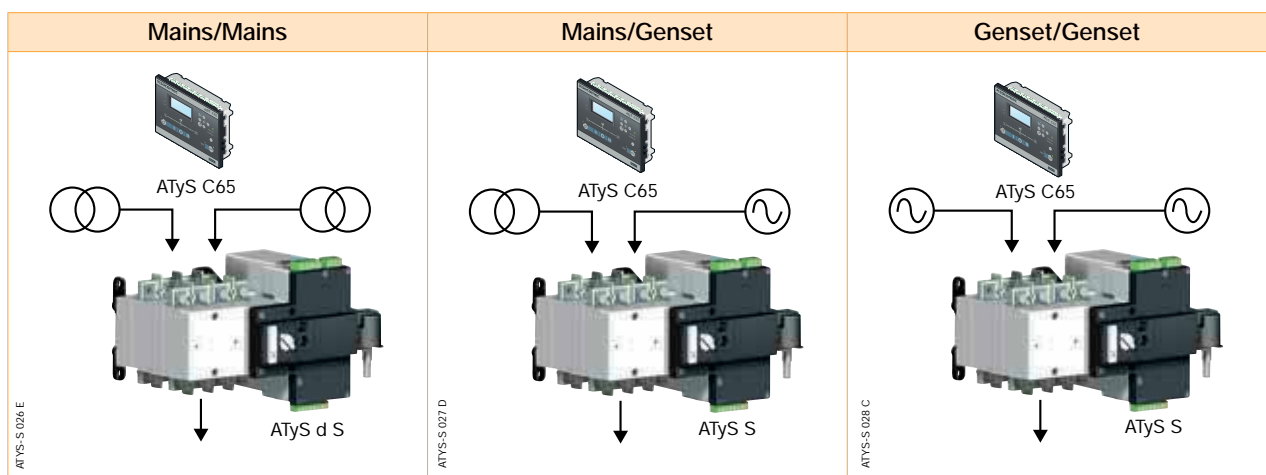 Mains/Mains
Mains/Genset
Genset/Genset
ATyS C65
ATyS C65
ATyS C65
ATyS d S
ATyS S
ATyS S
ATYS-S 026 E
ATYS-S 027 D
ATYS-S 028 C